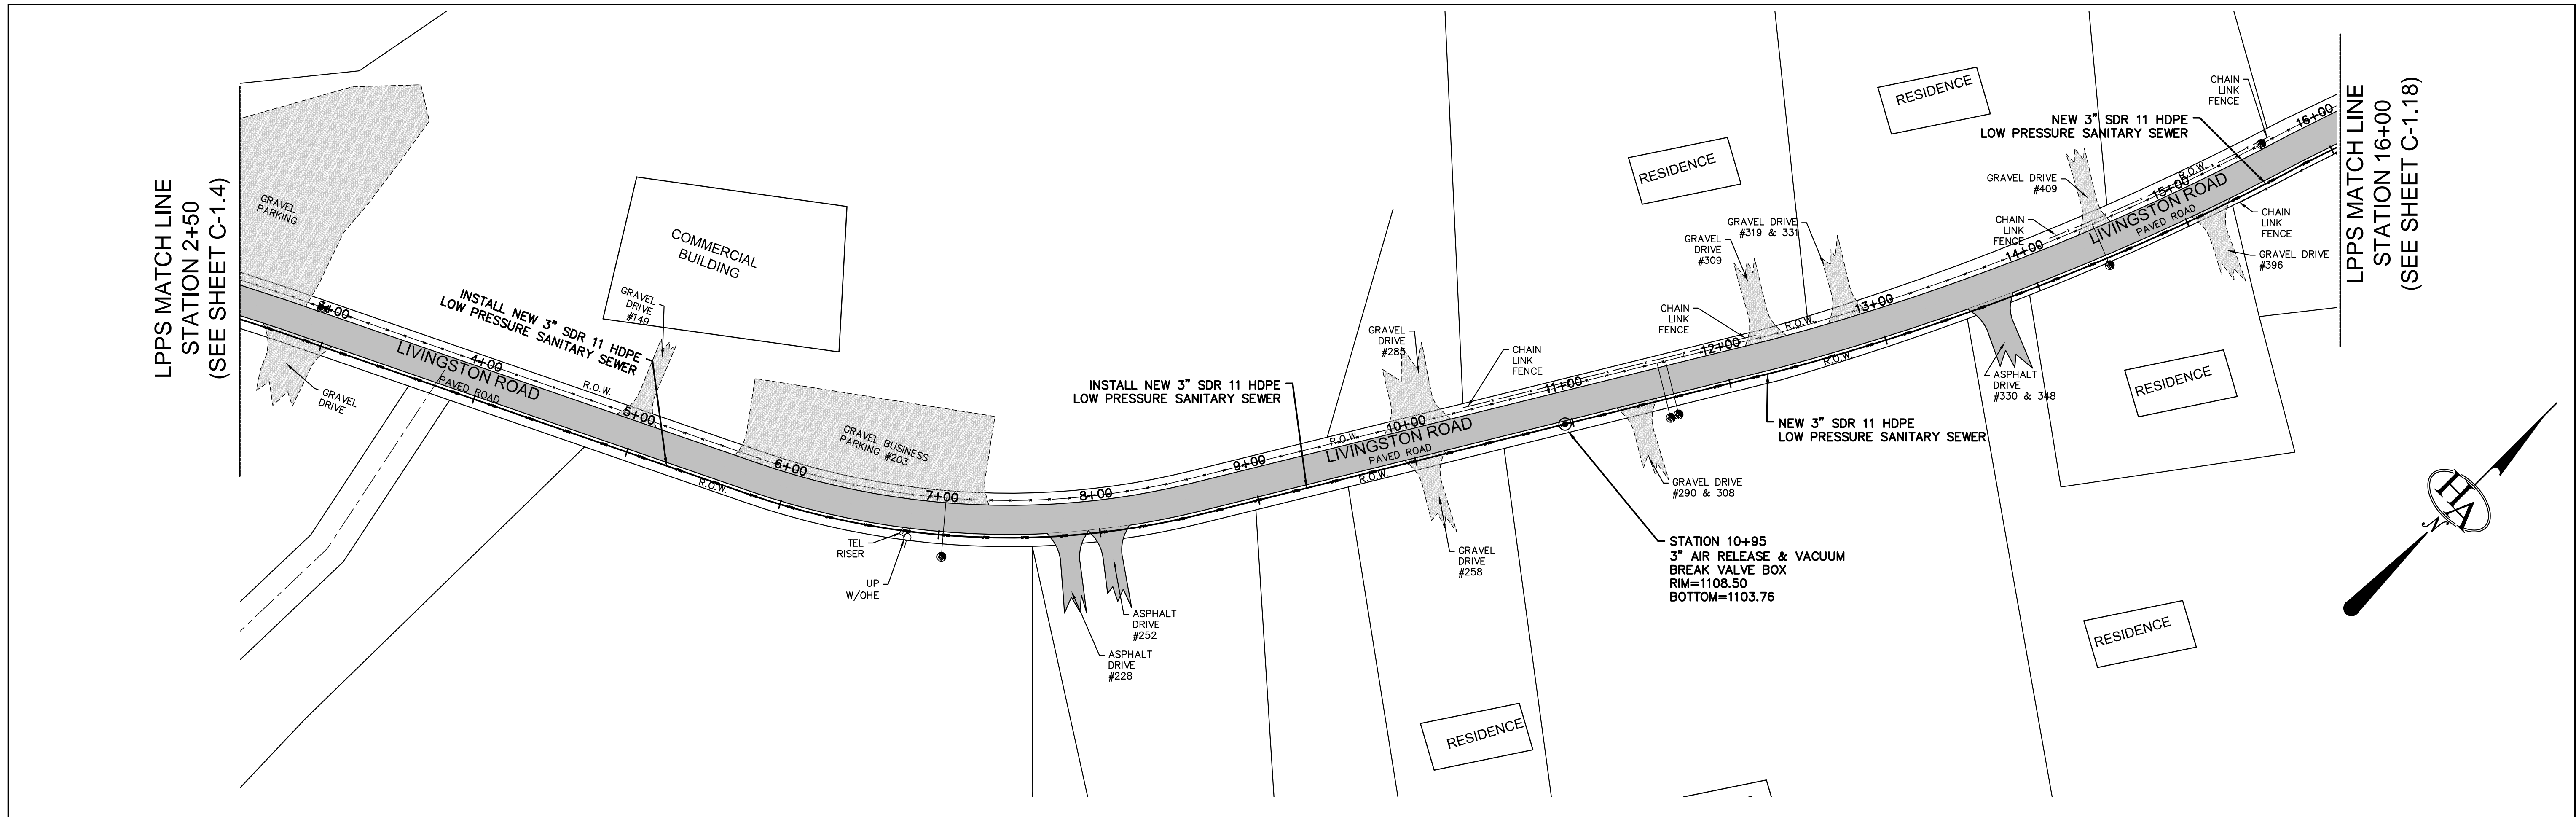 LPPS MATCH LINE
STATION 2+50
(SEE SHEET C-1.4)
GRAVEL
PARKING
3+00
GRAVEL
DRIVE
LIVINGSTON ROAD
PAVED ROAD
4+00
R.O.W.
INSTALL NEW 3" SDR 11 HDPE
LOW PRESSURE SANITARY SEWER
COMMERCIAL
BUILDING
GRAVEL
DRIVE
#149
5+00
R.O.W.
6+00
GRAVEL BUSINESS
PARKING #203
7+00
TEL
RISER
UP
W/OHE
8+00
ASPHALT
DRIVE
#252
ASPHALT
DRIVE
#228
9+00
INSTALL NEW 3" SDR 11 HDPE
LOW PRESSURE SANITARY SEWER
R.O.W.
GRAVEL
DRIVE
#285
10+00
LIVINGSTON ROAD
PAVED ROAD
R.O.W.
GRAVEL
DRIVE
#258
CHAIN
LINK
FENCE
11+00
STATION 10+95
3" AIR RELEASE & VACUUM
BREAK VALVE BOX
RIM=1108.50
BOTTOM=1103.76
RESIDENCE
GRAVEL DRIVE
#290 & 308
CHAIN
LINK
FENCE
12+00
GRAVEL
DRIVE
#309
GRAVEL DRIVE
#319 & 331
R.O.W.
RESIDENCE
RESIDENCE
NEW 3" SDR 11 HDPE
LOW PRESSURE SANITARY SEWER
R.O.W.
13+00
ASPHALT
DRIVE
#330 & 348
14+00
CHAIN
LINK
FENCE
GRAVEL DRIVE
#409
LIVINGSTON ROAD
PAVED ROAD
15+00
R.O.W.
NEW 3" SDR 11 HDPE
LOW PRESSURE SANITARY SEWER
CHAIN
LINK
FENCE
16+00
CHAIN
LINK
FENCE
GRAVEL DRIVE
#396
RESIDENCE
RESIDENCE
LPPS MATCH LINE
STATION 16+00
(SEE SHEET C-1.18)
HA
N